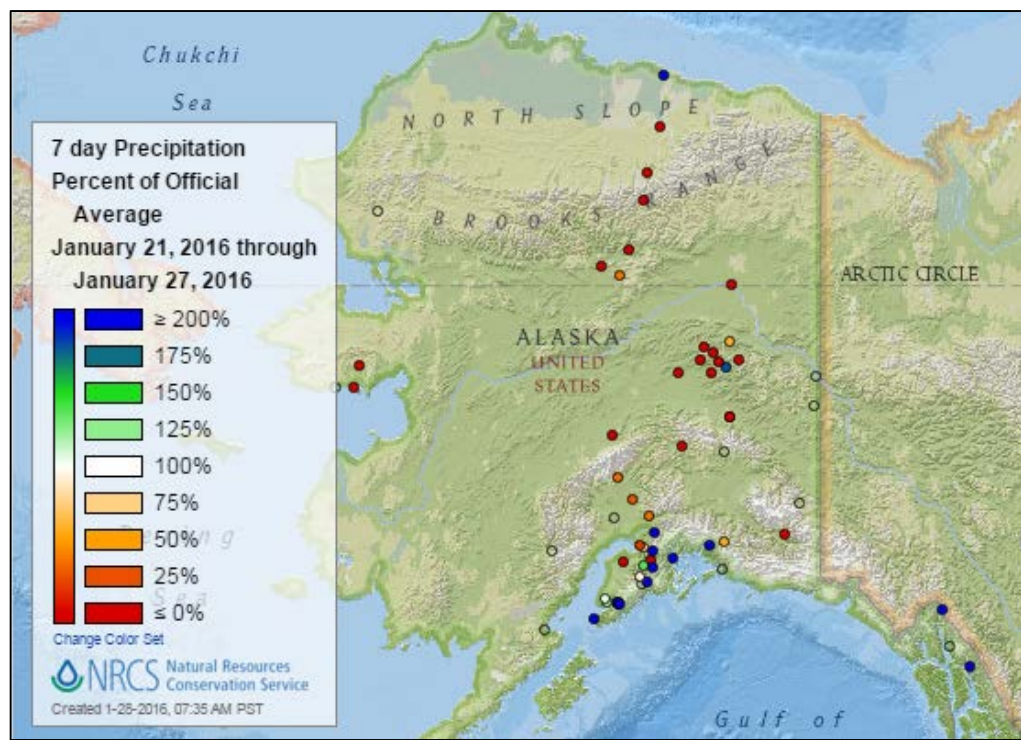 Chukchi
Sea
NORTH SLOPE
BROOKS RANGE
7 day Precipitation
Percent of Official
Average
January 21, 2016 through
January 27, 2016
≥ 200%
175%
150%
125%
100%
75%
50%
25%
≤ 0%
Change Color Set
NRCS Natural Resources
Conservation Service
Created 1-28-2016, 07:35 AM PST
ARCTIC CIRCLE
ALASKA
UNITED
STATES
Bering
Sea
Gulf of